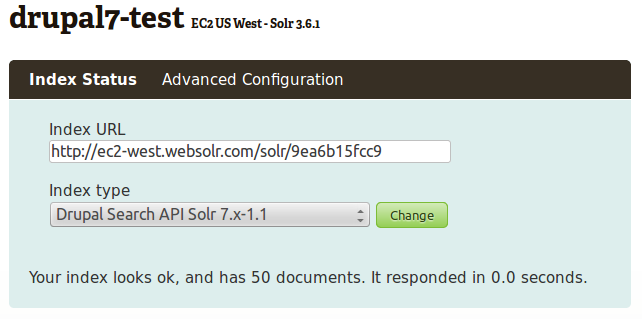 drupal7-test EC2 US West - Solr 3.6.1
Index Status Advanced Configuration
Index URL
http://ec2-west.websolr.com/solr/9ea6b15fcc9
Index type
Drupal Search API Solr 7.x-1.1 Change
Your index looks ok, and has 50 documents. It responded in 0.0 seconds.